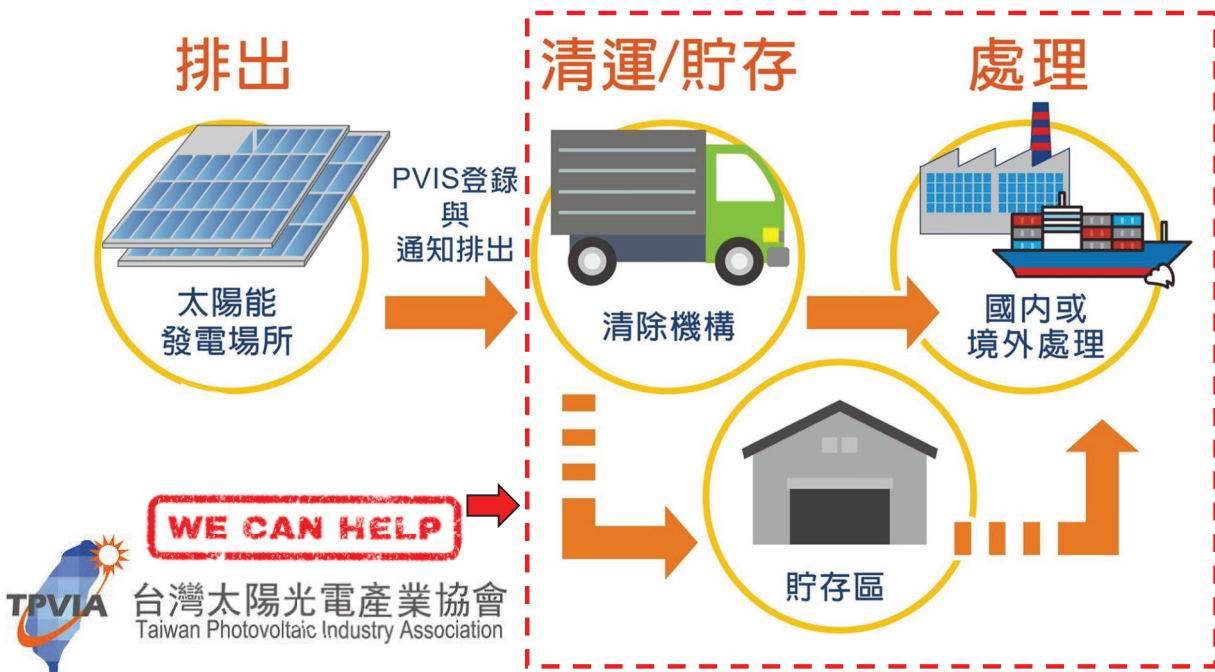 排出
清運/貯存
處理
PVIS登錄
與
通知排出
太陽能
發電場所
清除機構
國內或
境外處理
貯存區
WE CAN HELP
TPVIA
台灣太陽光電產業協會
Taiwan Photovoltaic Industry Association